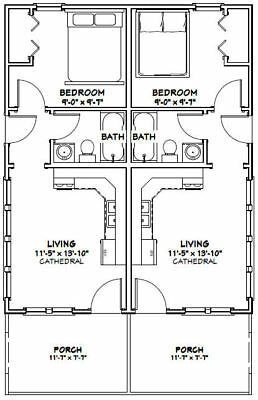 BEDROOM
9'-0" × 9'-7"
BEDROOM
9'-0" × 9'-7"
BATH
BATH
LIVING
11'-5" × 13'-10"
CATHEDRAL
LIVING
11'-5" × 13'-10"
CATHEDRAL
PORCH
11'-7" × 7'-7"
PORCH
11'-7" × 7'-7"